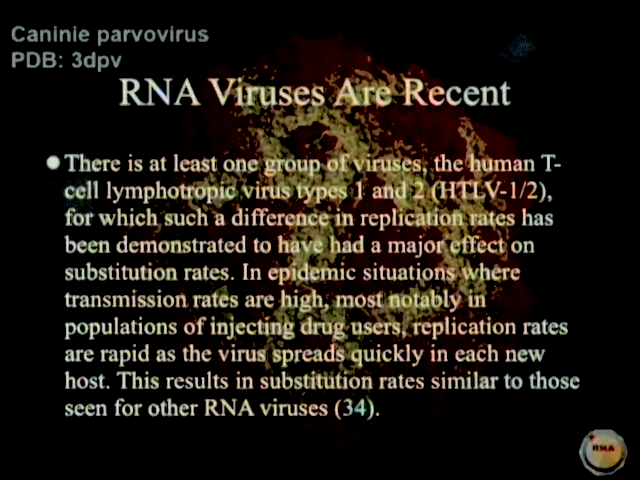 Caninie parvovirus
PDB: 3dpv
RNA Viruses Are Recent
There is at least one group of viruses, the human T-
cell lymphotropic virus types 1 and 2 (HTLV-1/2),
for which such a difference in replication rates has
been demonstrated to have had a major effect on
substitution rates. In epidemic situations where
transmission rates are high, most notably in
populations of injecting drug users, replication rates
are rapid as the virus spreads quickly in each new
host. This results in substitution rates similar to those
seen for other RNA viruses (34).
RNA